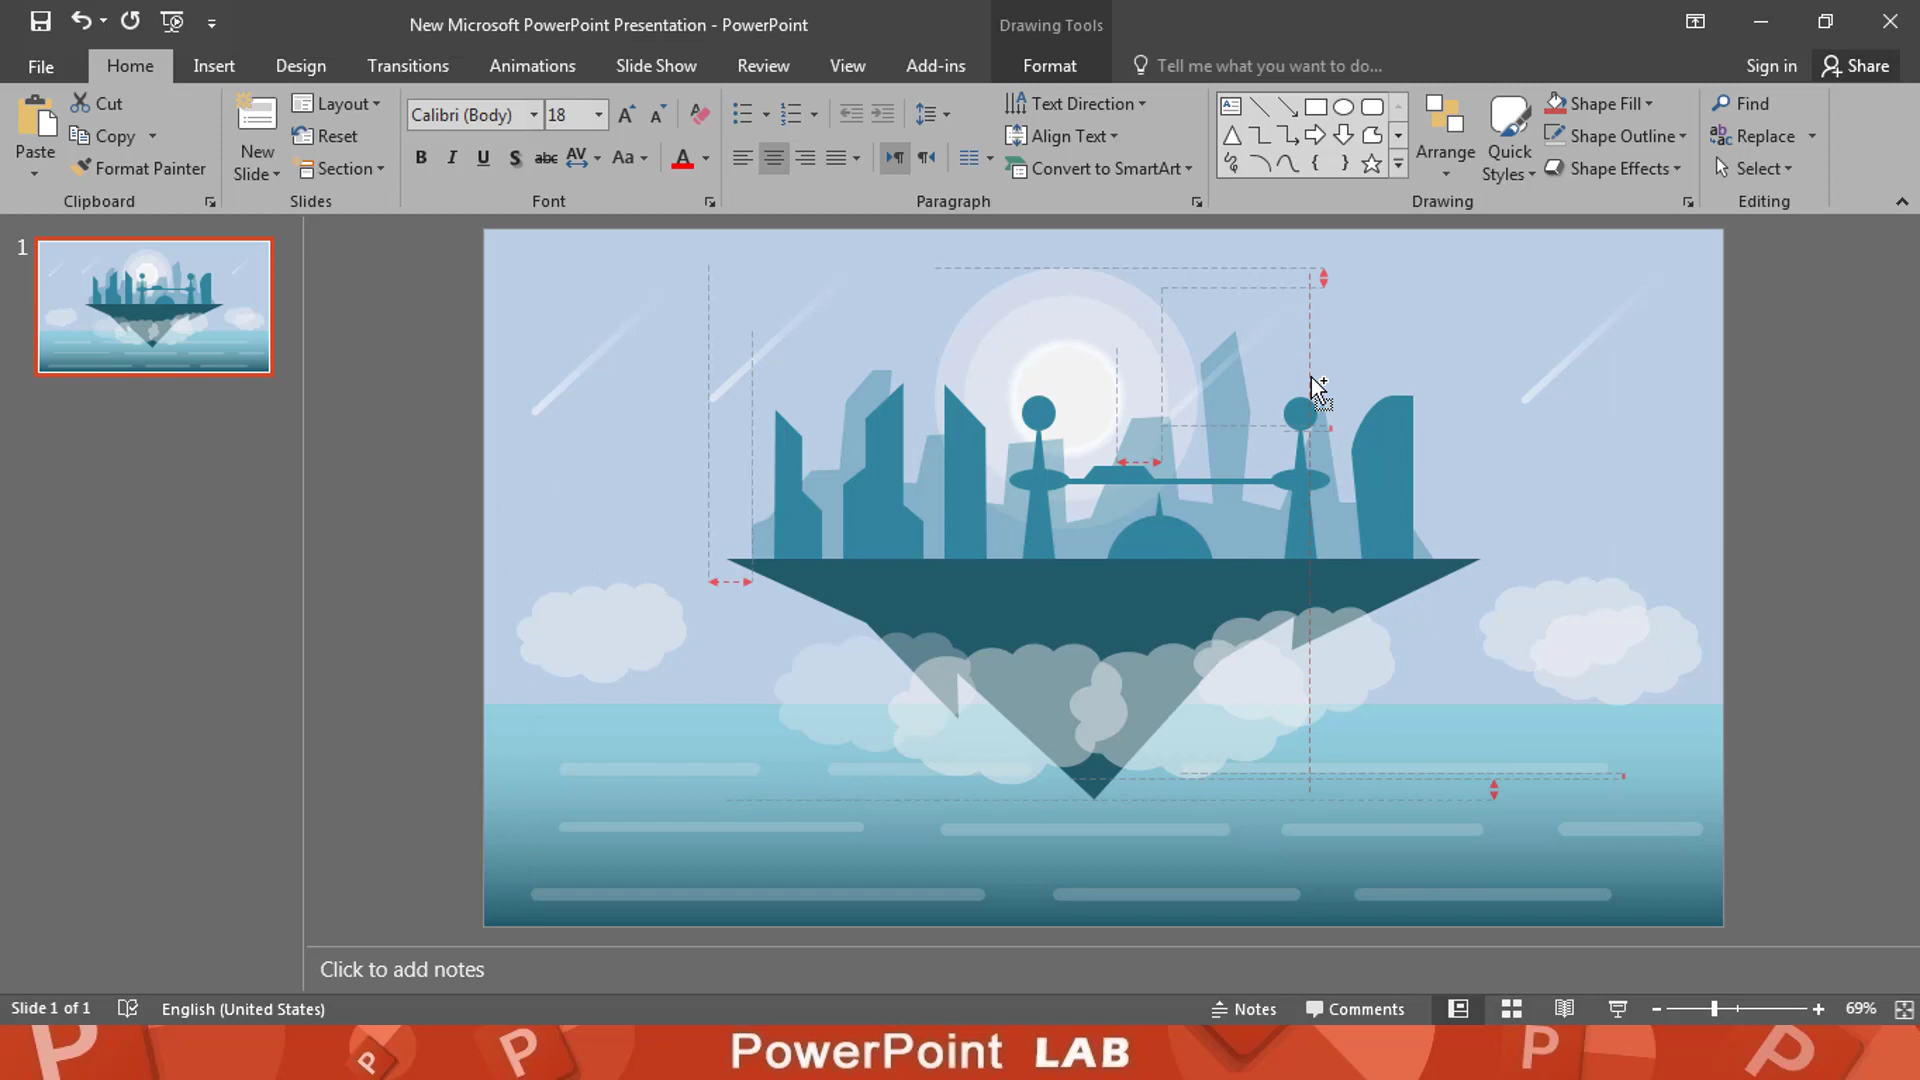 New Microsoft PowerPoint Presentation - PowerPoint
Drawing Tools
File Home Insert Design Transitions Animations Slide Show Review View Add-ins Format Tell me what you want to do... Sign in Share
Paste
Cut
Copy
Format Painter
Clipboard
New Slide
Layout
Reset
Section
Slides
Calibri (Body) 18
B I U S abc AV Aa A
Font
Text Direction
Align Text
Convert to SmartArt
Paragraph
Arrange
Quick Styles
Shape Fill
Shape Outline
Shape Effects
Drawing
Find
Replace
Select
Editing
1
Click to add notes
Slide 1 of 1 English (United States) Notes Comments 69%
PowerPoint LAB